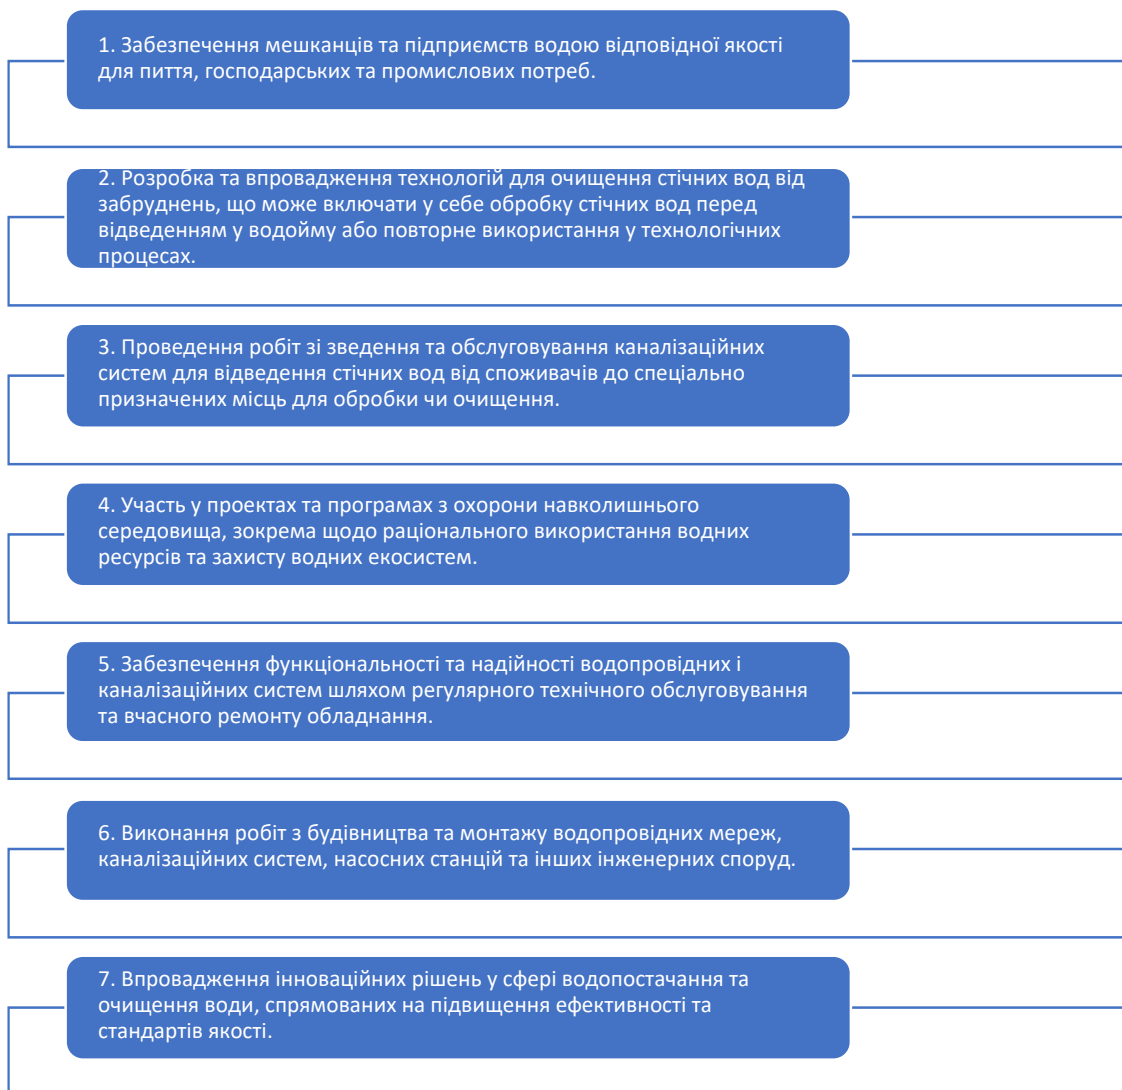 1. Забезпечення мешканців та підприємств водою відповідної якості
для пиття, господарських та промислових потреб.
2. Розробка та впровадження технологій для очищення стічних вод від
забруднень, що може включати у себе обробку стічних вод перед
відведенням у водойму або повторне використання у технологічних
процесах.
3. Проведення робіт зі зведення та обслуговування каналізаційних
систем для відведення стічних вод від споживачів до спеціально
призначених місць для обробки чи очищення.
4. Участь у проектах та програмах з охорони навколишнього
середовища, зокрема щодо раціонального використання водних
ресурсів та захисту водних екосистем.
5. Забезпечення функціональності та надійності водопровідних і
каналізаційних систем шляхом регулярного технічного обслуговування
та вчасного ремонту обладнання.
6. Виконання робіт з будівництва та монтажу водопровідних мереж,
каналізаційних систем, насосних станцій та інших інженерних споруд.
7. Впровадження інноваційних рішень у сфері водопостачання та
очищення води, спрямованих на підвищення ефективності та
стандартів якості.